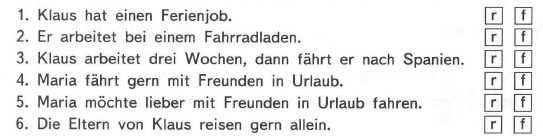 1. Klaus hat einen Ferienjob. r f
2. Er arbeitet bei einem Fahrradladen. r f
3. Klaus arbeitet drei Wochen, dann fährt er nach Spanien. r f
4. Maria fährt gern mit Freunden in Urlaub. r f
5. Maria möchte lieber mit Freunden in Urlaub fahren. r f
6. Die Eltern von Klaus reisen gern allein. r f